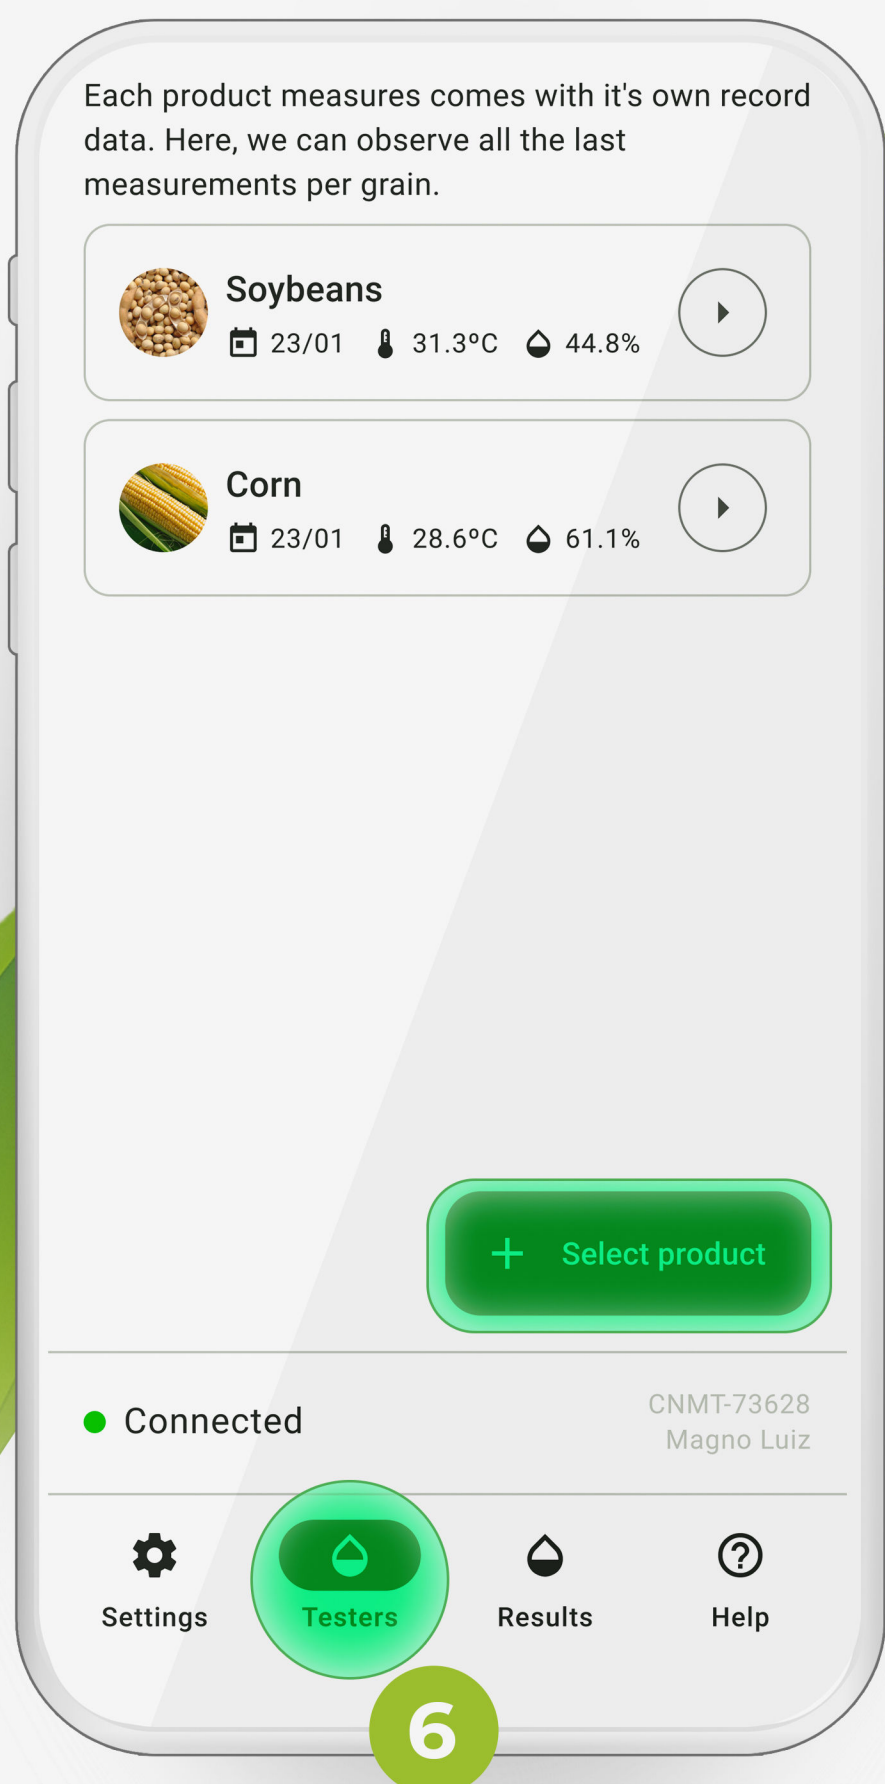 Each product measures comes with it's own record
data. Here, we can observe all the last
measurements per grain.
Soybeans
23/01 31.3ºC 44.8%
Corn
23/01 28.6ºC 61.1%
+ Select product
Connected
CNMT-73628
Magno Luiz
Settings Testers Results Help
6